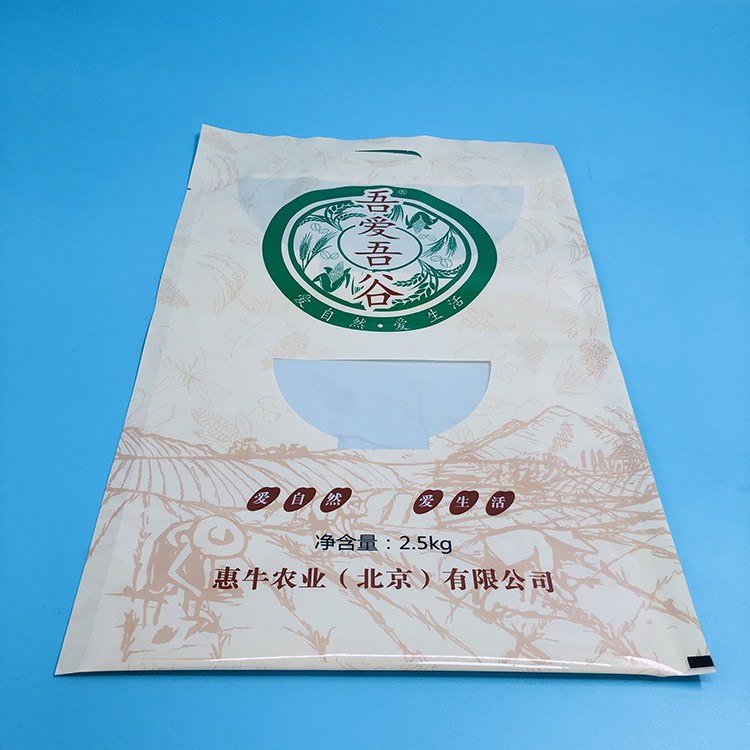 吾爱吾谷®
爱自然·爱生活
爱自然 爱生活
净含量：2.5kg
惠牛农业（北京）有限公司